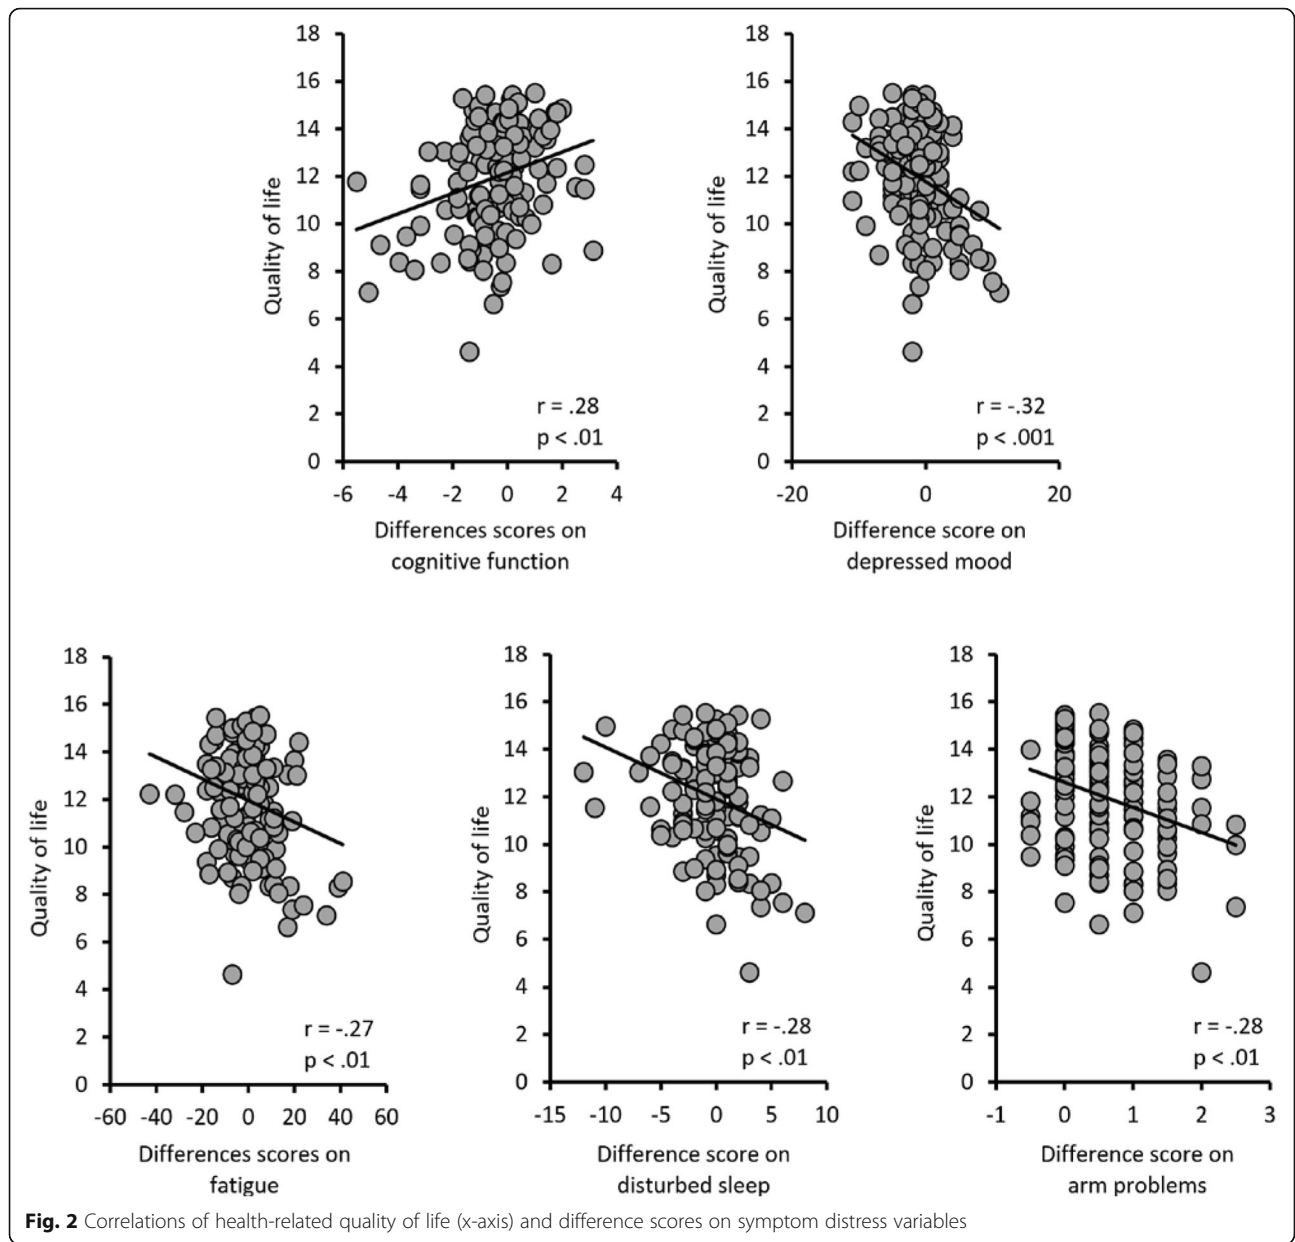 18
16
14
12
10
8
6
4
2
0
Quality of life
r = .28
p < .01
-6 -4 -2 0 2 4
Differences scores on
cognitive function
18
16
14
12
10
8
6
4
2
0
Quality of life
r = -.32
p < .001
-20 0 20
Difference score on
depressed mood
18
16
14
12
10
8
6
4
2
0
Quality of life
r = -.27
p < .01
-60 -40 -20 0 20 40 60
Differences scores on
fatigue
18
16
14
12
10
8
6
4
2
0
Quality of life
r = -.28
p < .01
-15 -10 -5 0 5 10
Difference score on
disturbed sleep
18
16
14
12
10
8
6
4
2
0
Quality of life
r = -.28
p < .01
-1 0 1 2 3
Difference score on
arm problems
Fig. 2 Correlations of health-related quality of life (x-axis) and difference scores on symptom distress variables